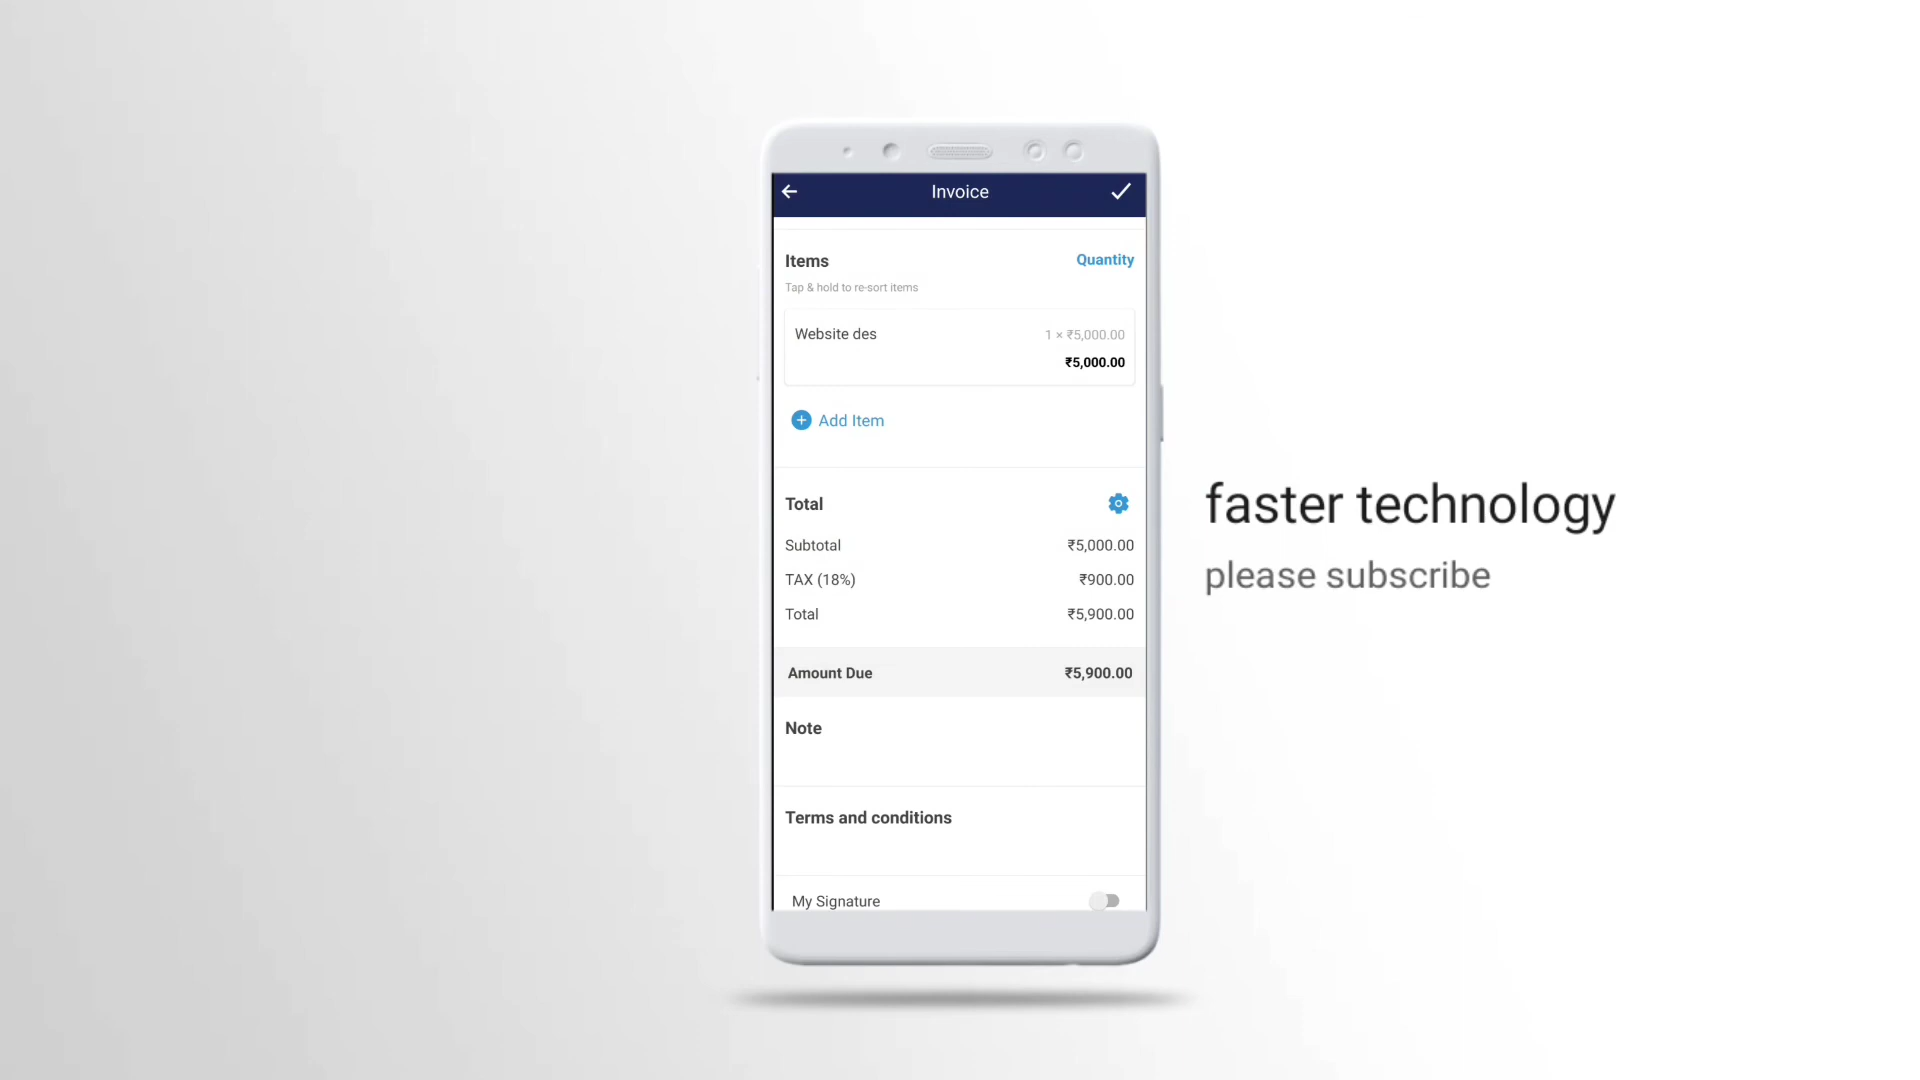 Invoice
Items
Quantity
Tap & hold to re-sort items
Website des
1 × ₹5,000.00
₹5,000.00
Add Item
Total
Subtotal
₹5,000.00
TAX (18%)
₹900.00
Total
₹5,900.00
Amount Due
₹5,900.00
Note
Terms and conditions
My Signature
faster technology
please subscribe